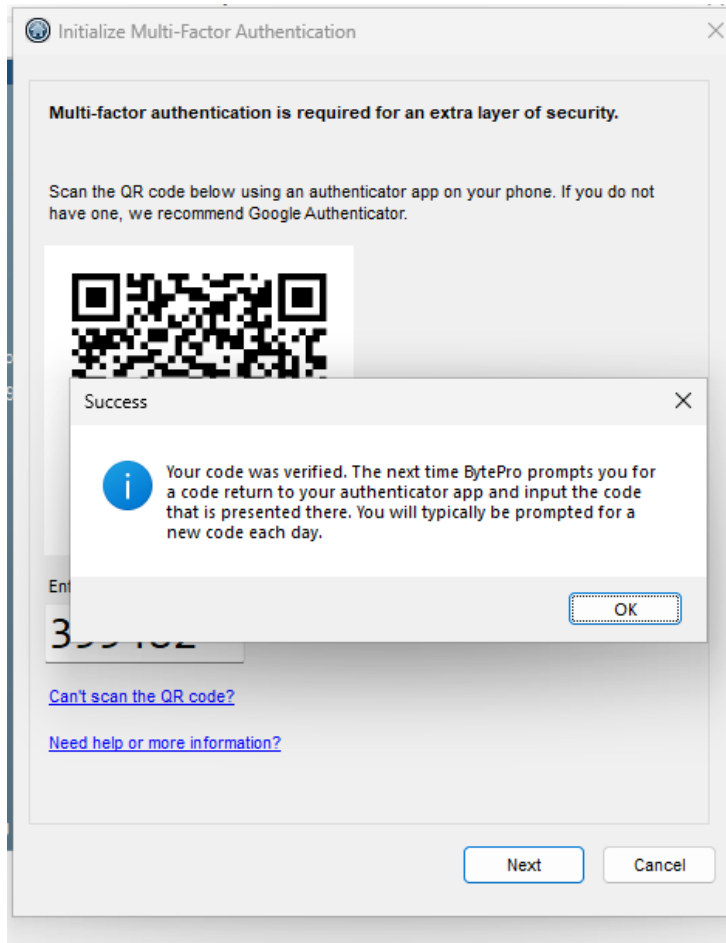 Initialize Multi-Factor Authentication
Multi-factor authentication is required for an extra layer of security.
Scan the QR code below using an authenticator app on your phone. If you do not
have one, we recommend Google Authenticator.
Success
Your code was verified. The next time BytePro prompts you for
a code return to your authenticator app and input the code
that is presented there. You will typically be prompted for a
new code each day.
OK
Can't scan the QR code?
Need help or more information?
Next
Cancel